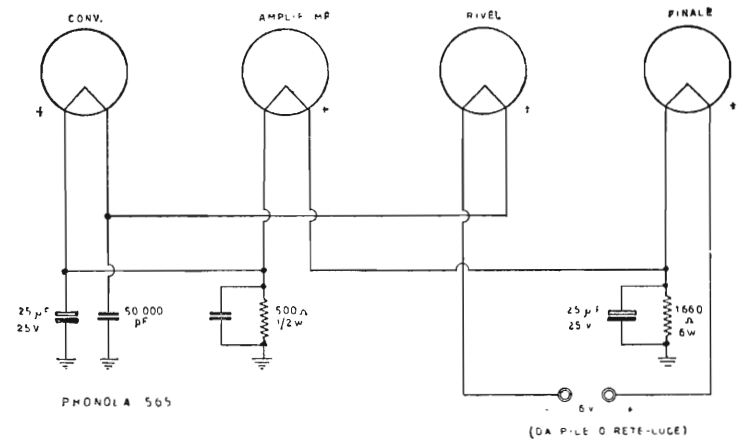 CONV.
AMPLIF MF
RIVEL
FINALE
+
+
+
+
25 µF
25 V
50 000
pF
500 Ω
1/2 W
25 µF
25 V
1660
Ω
6 W
- 6 V +
(DA PILE O RETE-LUCE)
PHONOLA 565